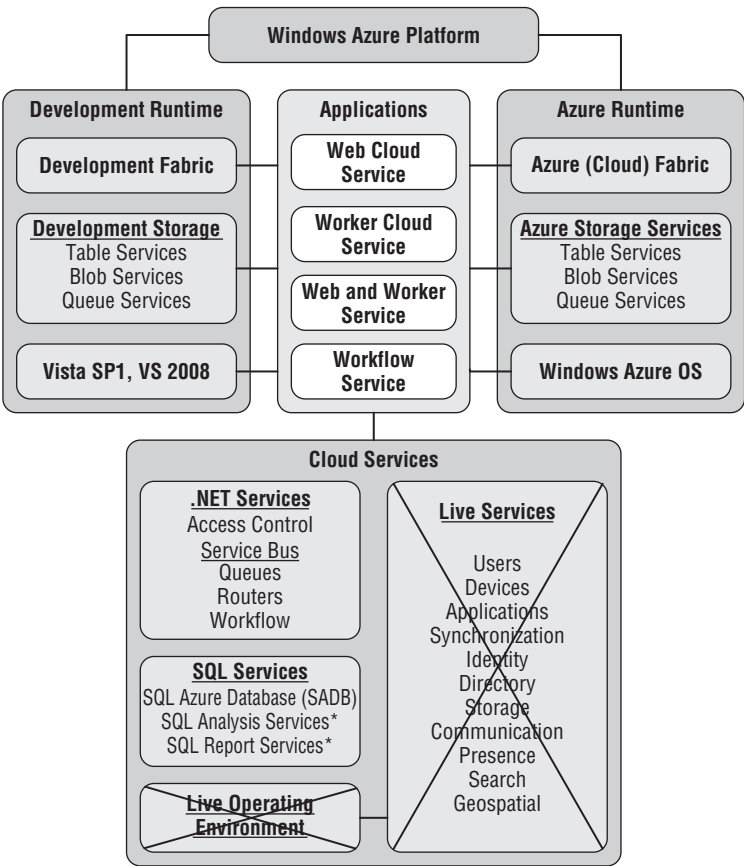 Windows Azure Platform
Development Runtime
Development Fabric
Development Storage
Table Services
Blob Services
Queue Services
Vista SP1, VS 2008
Applications
Web Cloud
Service
Worker Cloud
Service
Web and Worker
Service
Workflow
Service
Azure Runtime
Azure (Cloud) Fabric
Azure Storage Services
Table Services
Blob Services
Queue Services
Windows Azure OS
Cloud Services
.NET Services
Access Control
Service Bus
Queues
Routers
Workflow
SQL Services
SQL Azure Database (SADB)
SQL Analysis Services*
SQL Report Services*
Live Operating
Environment
Live Services
Users
Devices
Applications
Synchronization
Identity
Directory
Storage
Communication
Presence
Search
Geospatial